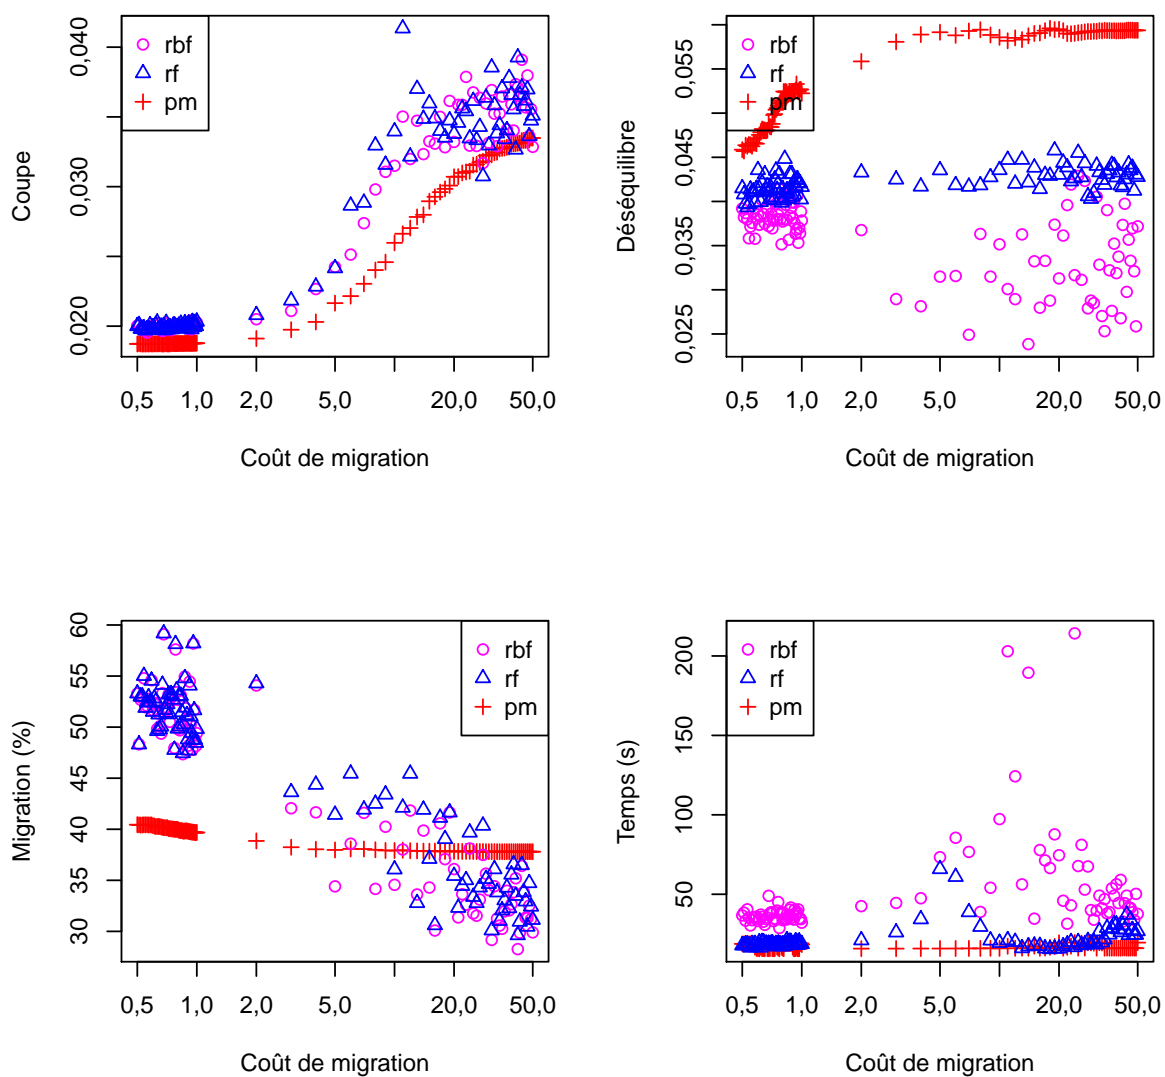 Coupe
0,020
0,030
0,040
rbf
rf
pm
0,5
1,0
2,0
5,0
20,0
50,0
Coût de migration
Déséquilibre
0,025
0,035
0,045
0,055
rbf
rf
pm
0,5
1,0
2,0
5,0
20,0
50,0
Coût de migration
Migration (%)
30
35
40
45
50
55
60
rbf
rf
pm
0,5
1,0
2,0
5,0
20,0
50,0
Coût de migration
Temps (s)
50
100
150
200
rbf
rf
pm
0,5
1,0
2,0
5,0
20,0
50,0
Coût de migration